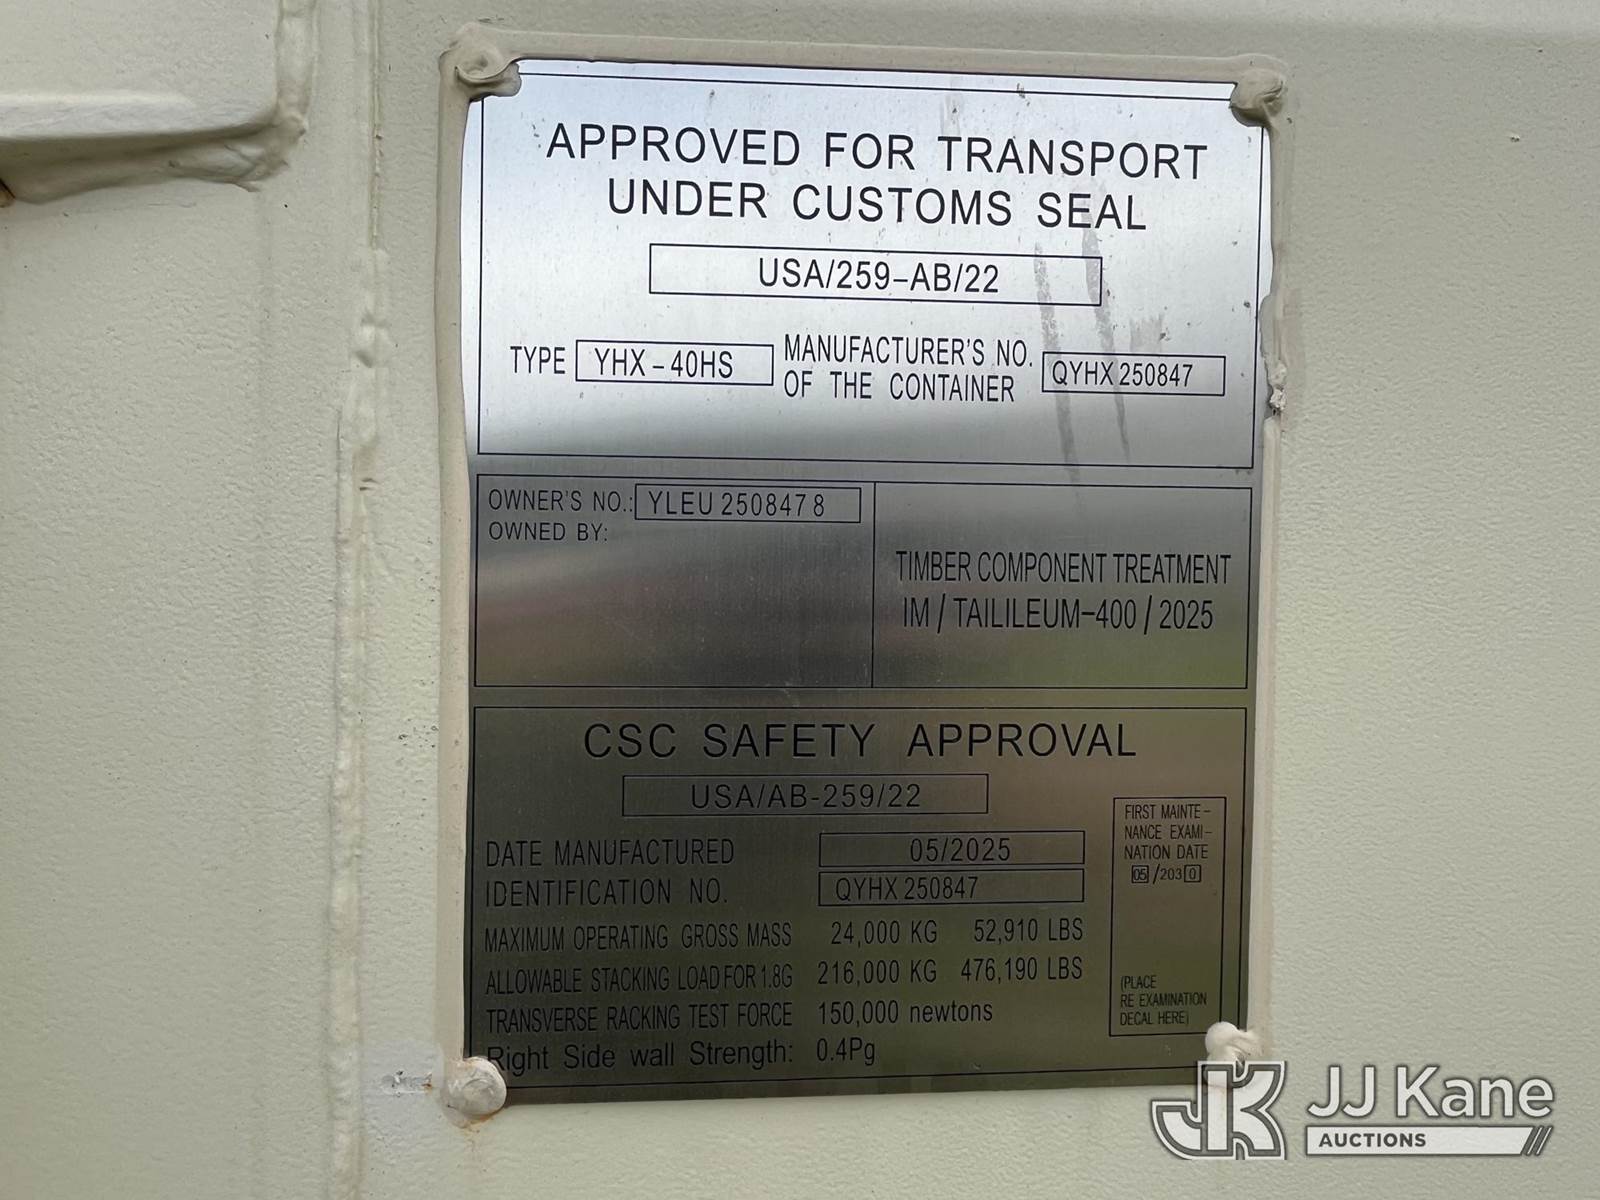 APPROVED FOR TRANSPORT
UNDER CUSTOMS SEAL
USA/259-AB/22
TYPE YHX-40HS MANUFACTURER'S NO. OF THE CONTAINER QYHX 250847
OWNER'S NO.: YLEU 250847 8
OWNED BY:
TIMBER COMPONENT TREATMENT
IM / TAILILEUM-400 / 2025
CSC SAFETY APPROVAL
USA/AB-259/22
DATE MANUFACTURED 05/2025
IDENTIFICATION NO. QYHX 250847
MAXIMUM OPERATING GROSS MASS 24,000 KG 52,910 LBS
ALLOWABLE STACKING LOAD FOR 1.8G 216,000 KG 476,190 LBS
TRANSVERSE RACKING TEST FORCE 150,000 newtons
Right Side wall Strength: 0.4Pg
FIRST MAINTE-
NANCE EXAMI-
NATION DATE
05/2030
(PLACE
RE EXAMINATION
DECAL HERE)
JK JJ Kane
AUCTIONS